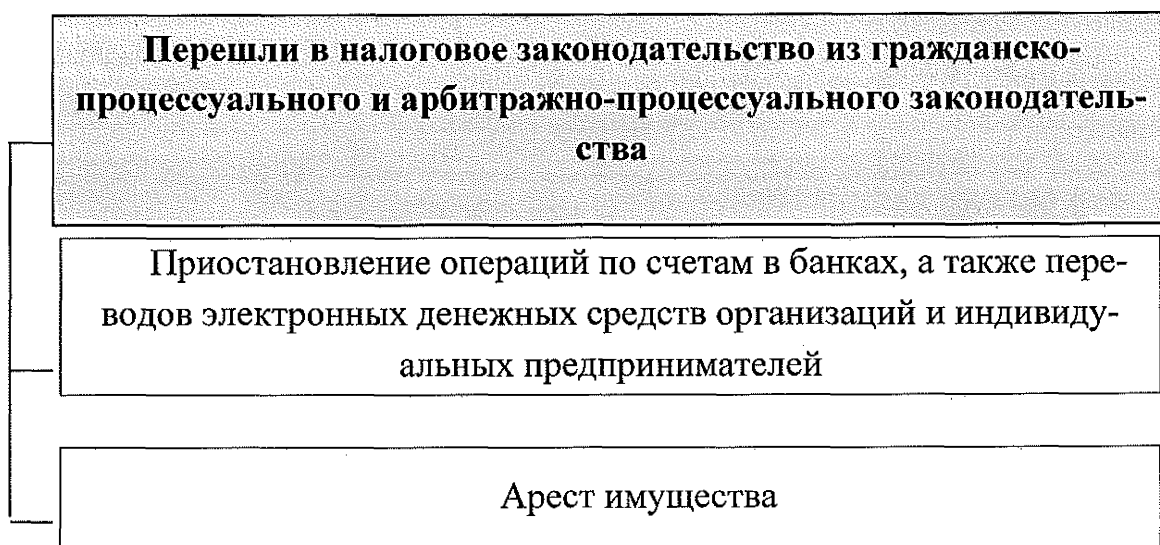 Перешли в налоговое законодательство из гражданско-
процессуального и арбитражно-процессуального законодатель-
ства
Приостановление операций по счетам в банках, а также пере-
водов электронных денежных средств организаций и индивиду-
альных предпринимателей
Арест имущества